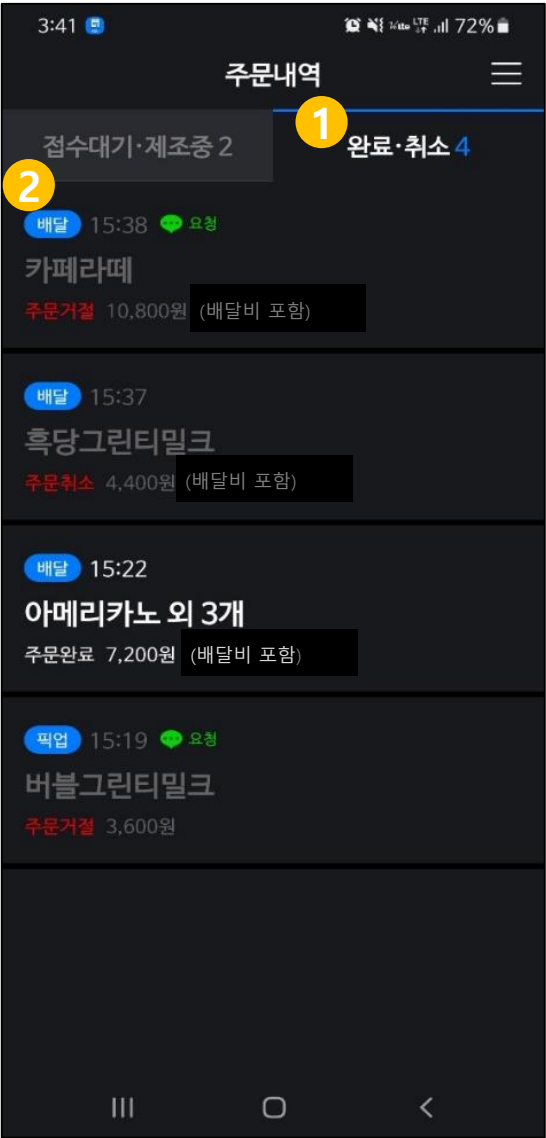 3:41 LTE 72%
주문내역
1
접수대기·제조중 2 완료·취소 4
2
배달 15:38 요청
카페라떼
주문거절 10,800원 (배달비 포함)
배달 15:37
흑당그린티밀크
주문취소 4,400원 (배달비 포함)
배달 15:22
아메리카노 외 3개
주문완료 7,200원 (배달비 포함)
픽업 15:19 요청
버블그린티밀크
주문거절 3,600원